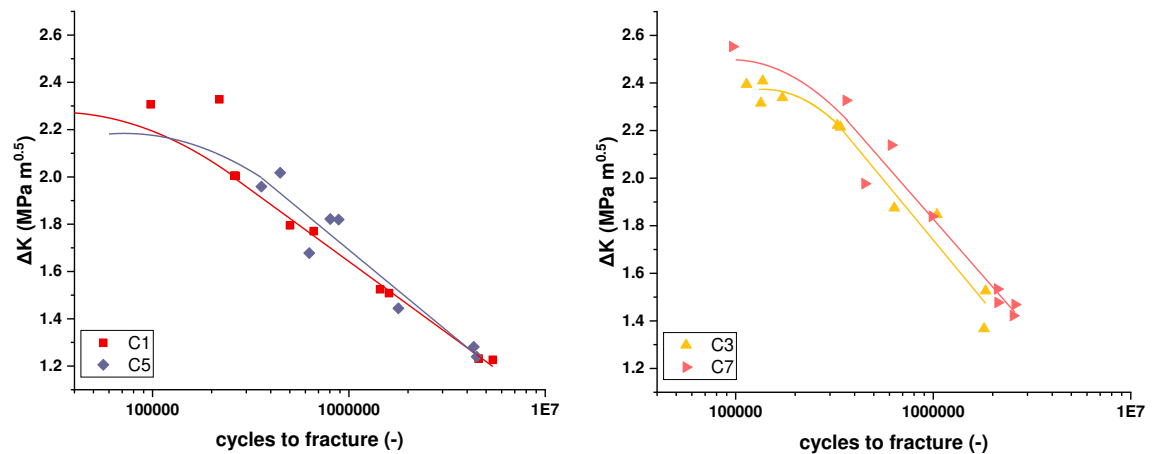 2.6
2.4
2.2
2.0
1.8
1.6
1.4
1.2
ΔK (MPa m^0.5)
100000
1000000
1E7
cycles to fracture (-)
C1
C5
2.6
2.4
2.2
2.0
1.8
1.6
1.4
1.2
ΔK (MPa m^0.5)
100000
1000000
1E7
cycles to fracture (-)
C3
C7